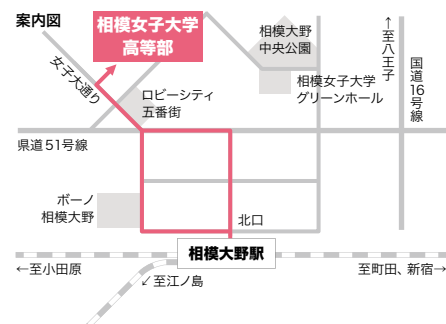 案内図
相模女子大学
高等部
女子大通り
ロビーシティ
五番街
相模大野
中央公園
相模女子大学
グリーンホール
←至八王子
国道16号線
県道51号線
ボーノ
相模大野
北口
相模大野駅
←至小田原
↙至江ノ島
至町田、新宿→